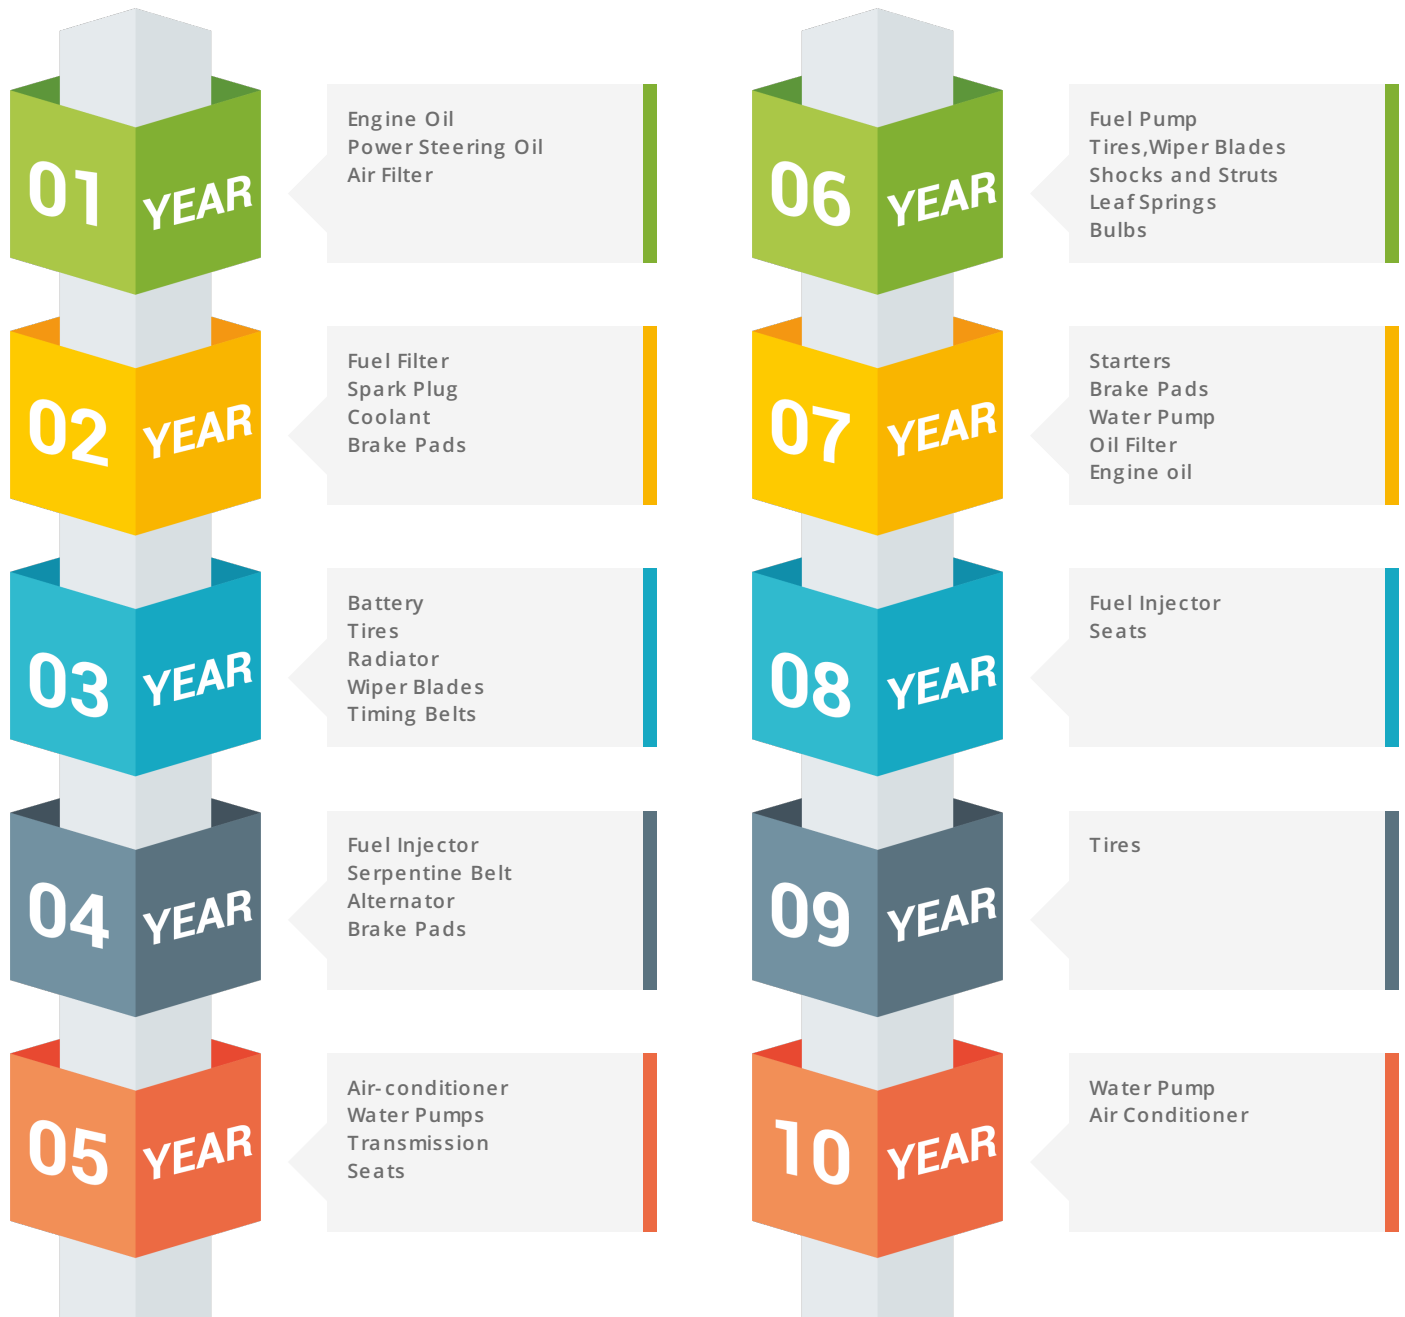 01 YEAR
Engine Oil
Power Steering Oil
Air Filter
02 YEAR
Fuel Filter
Spark Plug
Coolant
Brake Pads
03 YEAR
Battery
Tires
Radiator
Wiper Blades
Timing Belts
04 YEAR
Fuel Injector
Serpentine Belt
Alternator
Brake Pads
05 YEAR
Air-conditioner
Water Pumps
Transmission
Seats
06 YEAR
Fuel Pump
Tires,Wiper Blades
Shocks and Struts
Leaf Springs
Bulbs
07 YEAR
Starters
Brake Pads
Water Pump
Oil Filter
Engine oil
08 YEAR
Fuel Injector
Seats
09 YEAR
Tires
10 YEAR
Water Pump
Air Conditioner